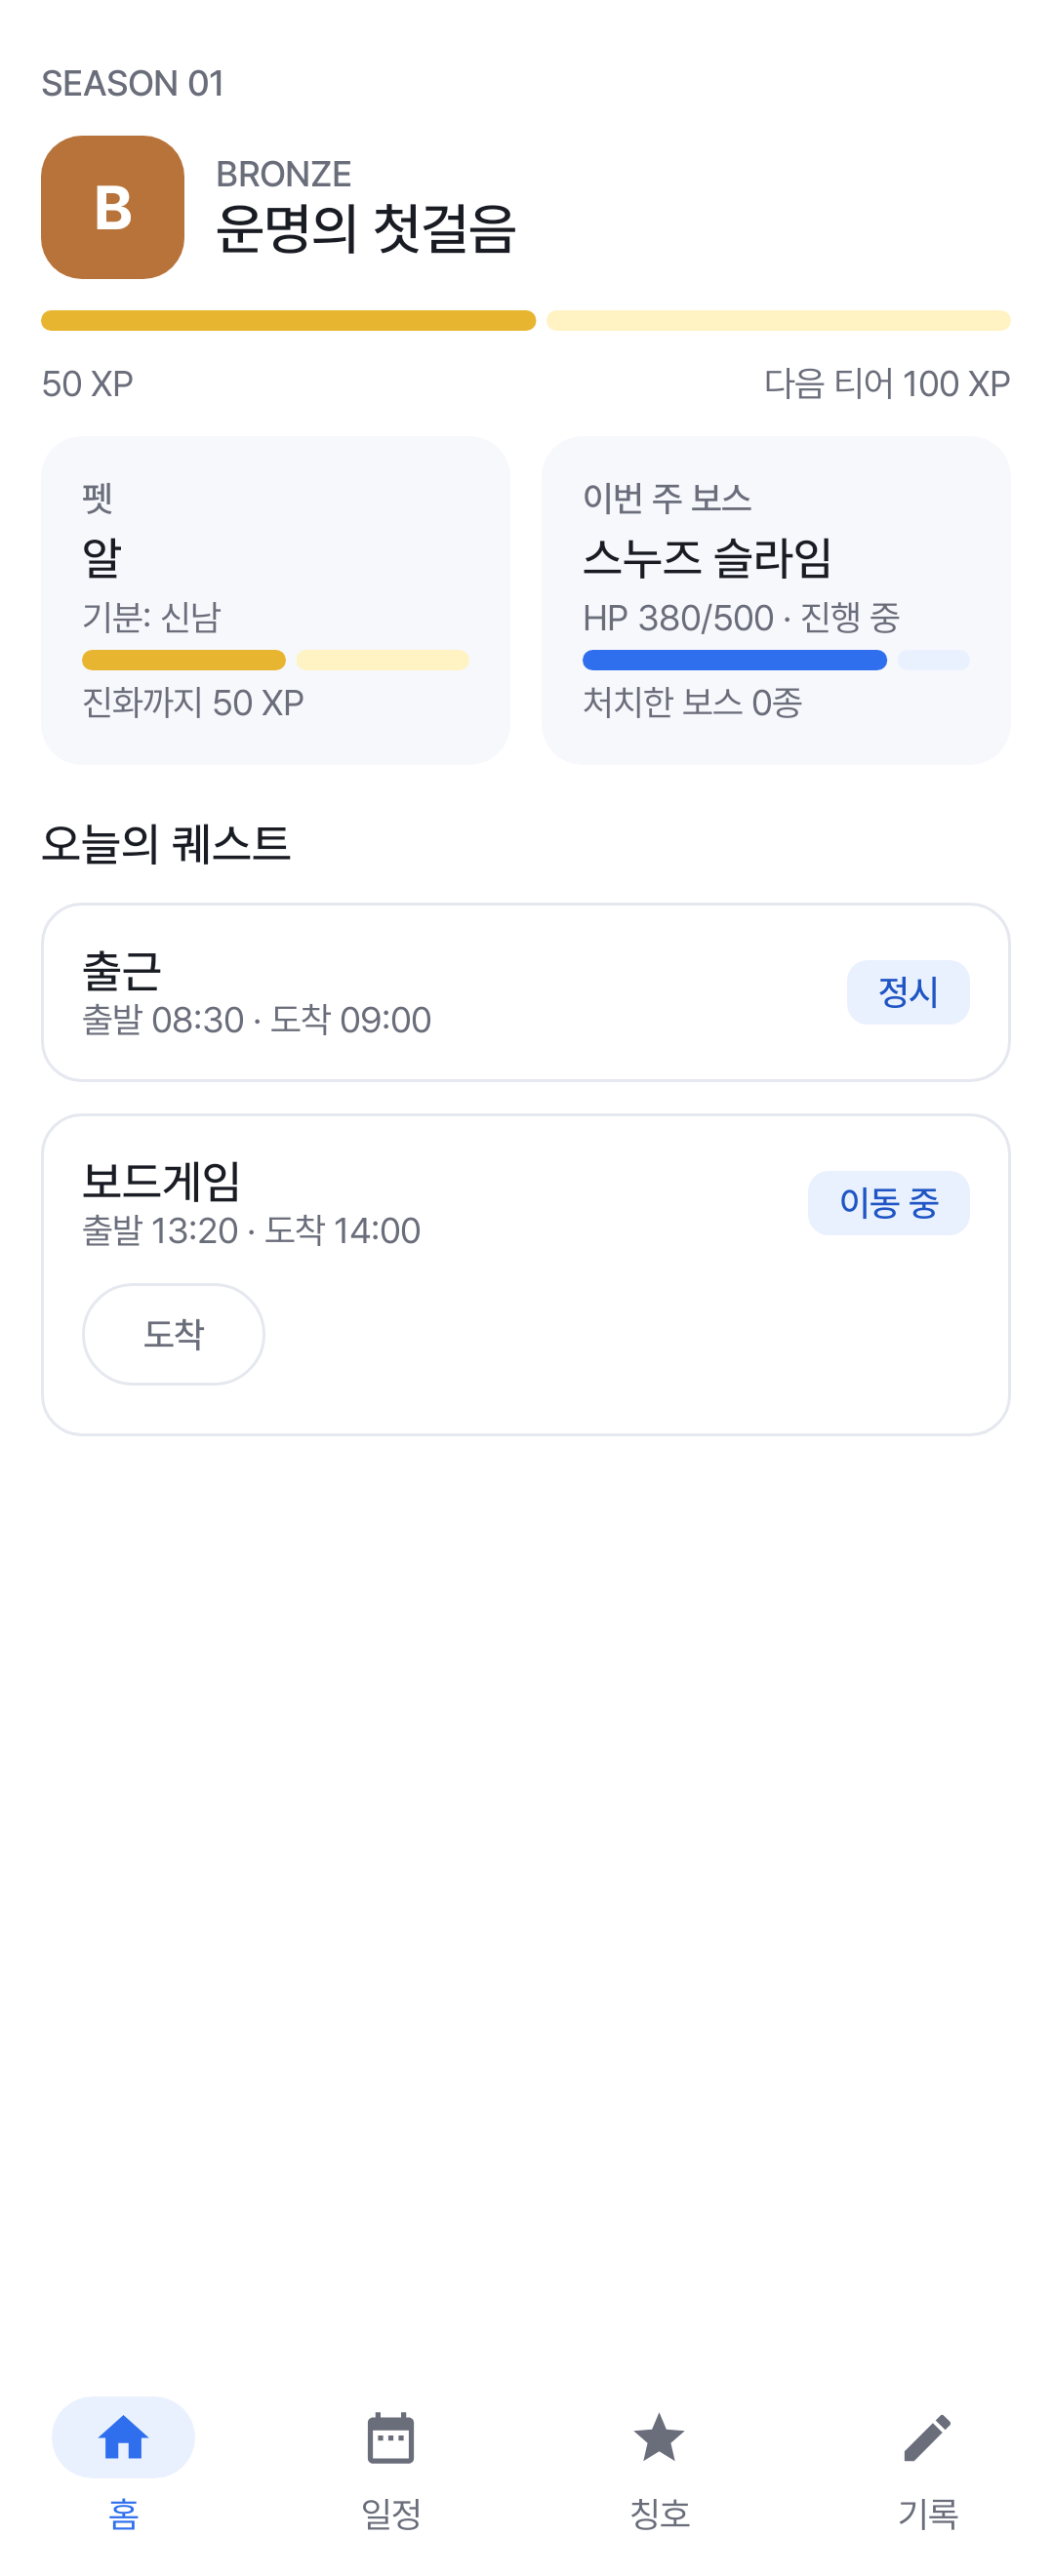 SEASON 01
B
BRONZE
운명의 첫걸음
50 XP
다음 티어 100 XP
펫
알
기분: 신남
진화까지 50 XP
이번 주 보스
스누즈 슬라임
HP 380/500 · 진행 중
처치한 보스 0종
오늘의 퀘스트
출근
출발 08:30 · 도착 09:00
정시
보드게임
출발 13:20 · 도착 14:00
이동 중
도착
홈
일정
칭호
기록